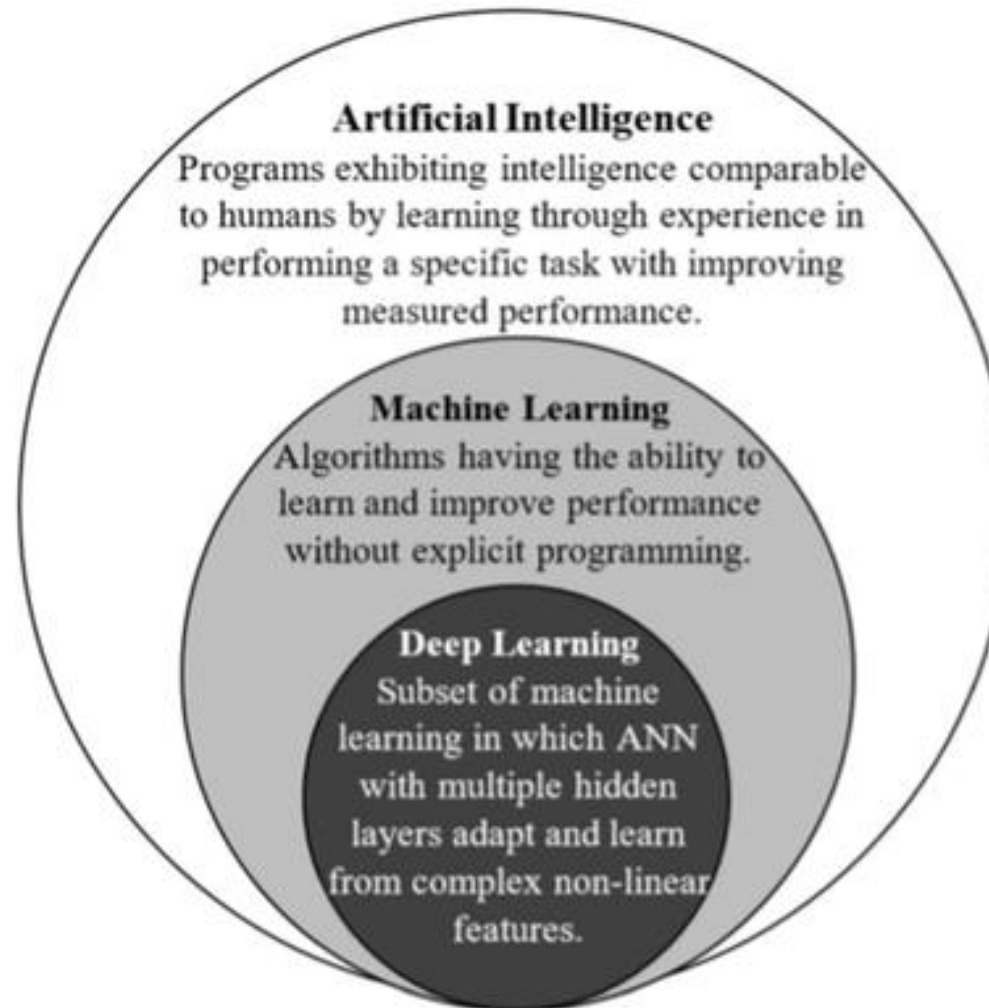 Artificial Intelligence
Programs exhibiting intelligence comparable
to humans by learning through experience in
performing a specific task with improving
measured performance.
Machine Learning
Algorithms having the ability to
learn and improve performance
without explicit programming.
Deep Learning
Subset of machine
learning in which ANN
with multiple hidden
layers adapt and learn
from complex non-linear
features.